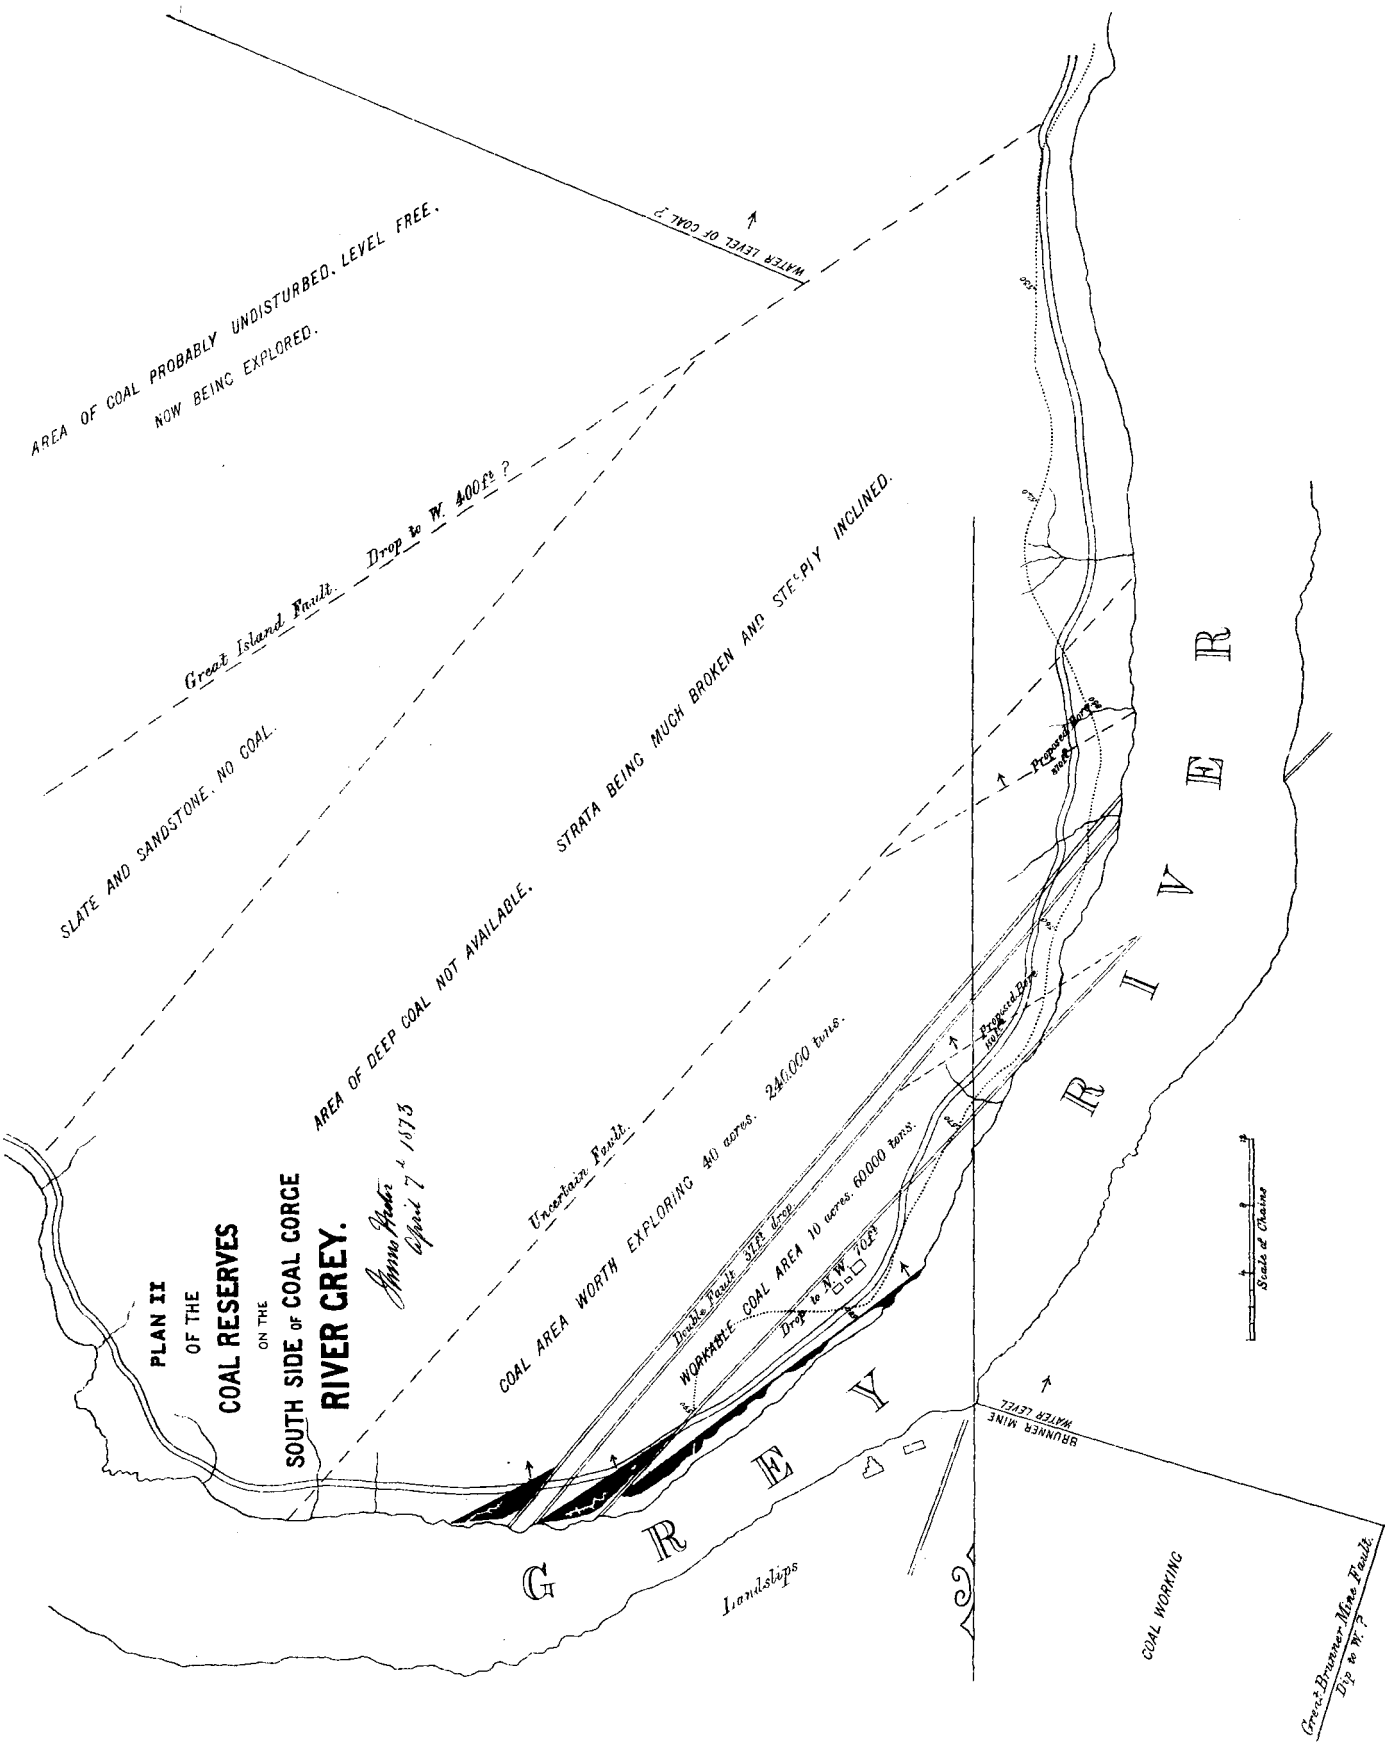 PLAN II
OF THE
COAL RESERVES
ON THE
SOUTH SIDE OF COAL GORGE
RIVER GREY.
April 7th 1873
AREA OF COAL PROBABLY UNDISTURBED, LEVEL FREE.
NOW BEING EXPLORED.
WATER LEVEL OF COAL ?
Great Island Fault. Drop to W. 400ft ?
SLATE AND SANDSTONE. NO COAL.
AREA OF DEEP COAL NOT AVAILABLE. STRATA BEING MUCH BROKEN AND STEEPLY INCLINED.
Uncertain Fault.
COAL AREA WORTH EXPLORING 40 acres. 240,000 tons.
Double Fault 37ft drop
WORKABLE COAL AREA 10 acres. 60000 tons.
Drop to N.W. 70ft
Proposed Bore
Proposed Bore
GREY RIVER
Landslips
BRUNNER MINE
WATER LEVEL
COAL WORKING
Great Brunner Mine Fault.
Dip to W. ?
Scale of Chains